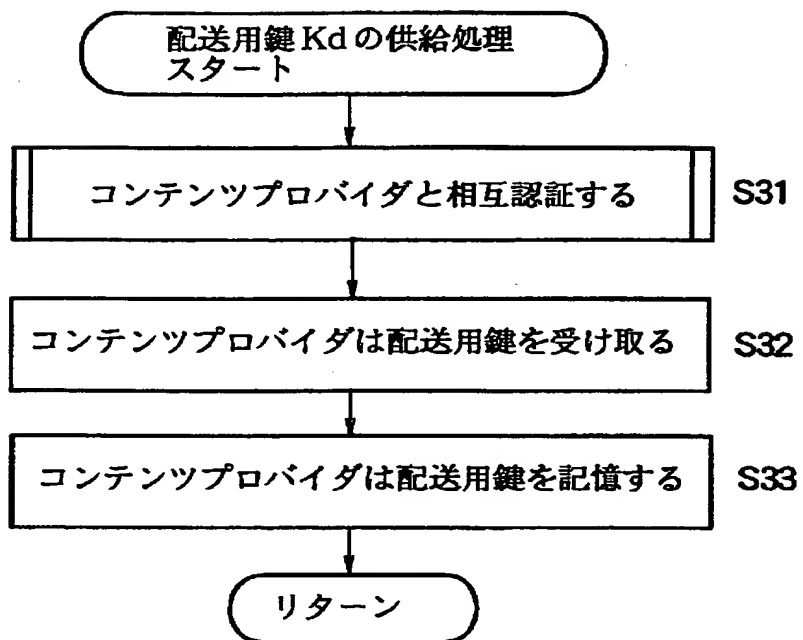 配送用鍵Kdの供給処理
スタート
コンテンツプロバイダと相互認証する
S31
コンテンツプロバイダは配送用鍵を受け取る
S32
コンテンツプロバイダは配送用鍵を記憶する
S33
リターン